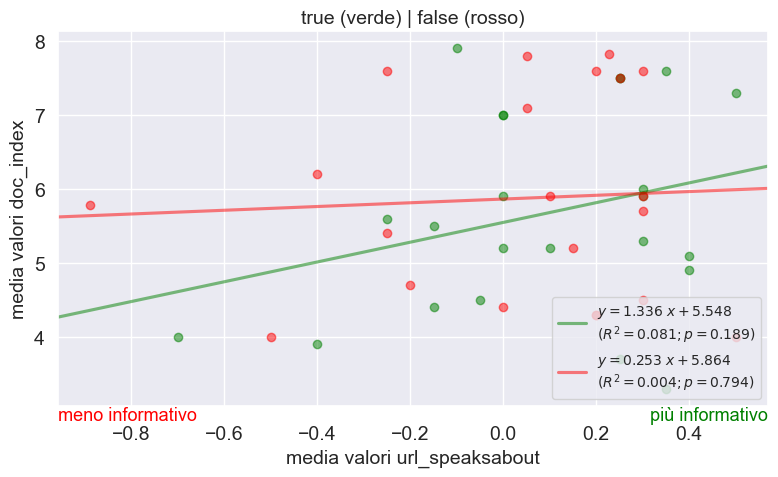 true (verde) | false (rosso)
media valori doc_index
8
7
6
5
4
y = 1.336 x + 5.548
(R² = 0.081; p = 0.189)
y = 0.253 x + 5.864
(R² = 0.004; p = 0.794)
meno informativo
più informativo
−0.8
−0.6
−0.4
−0.2
0.0
0.2
0.4
media valori url_speaksabout